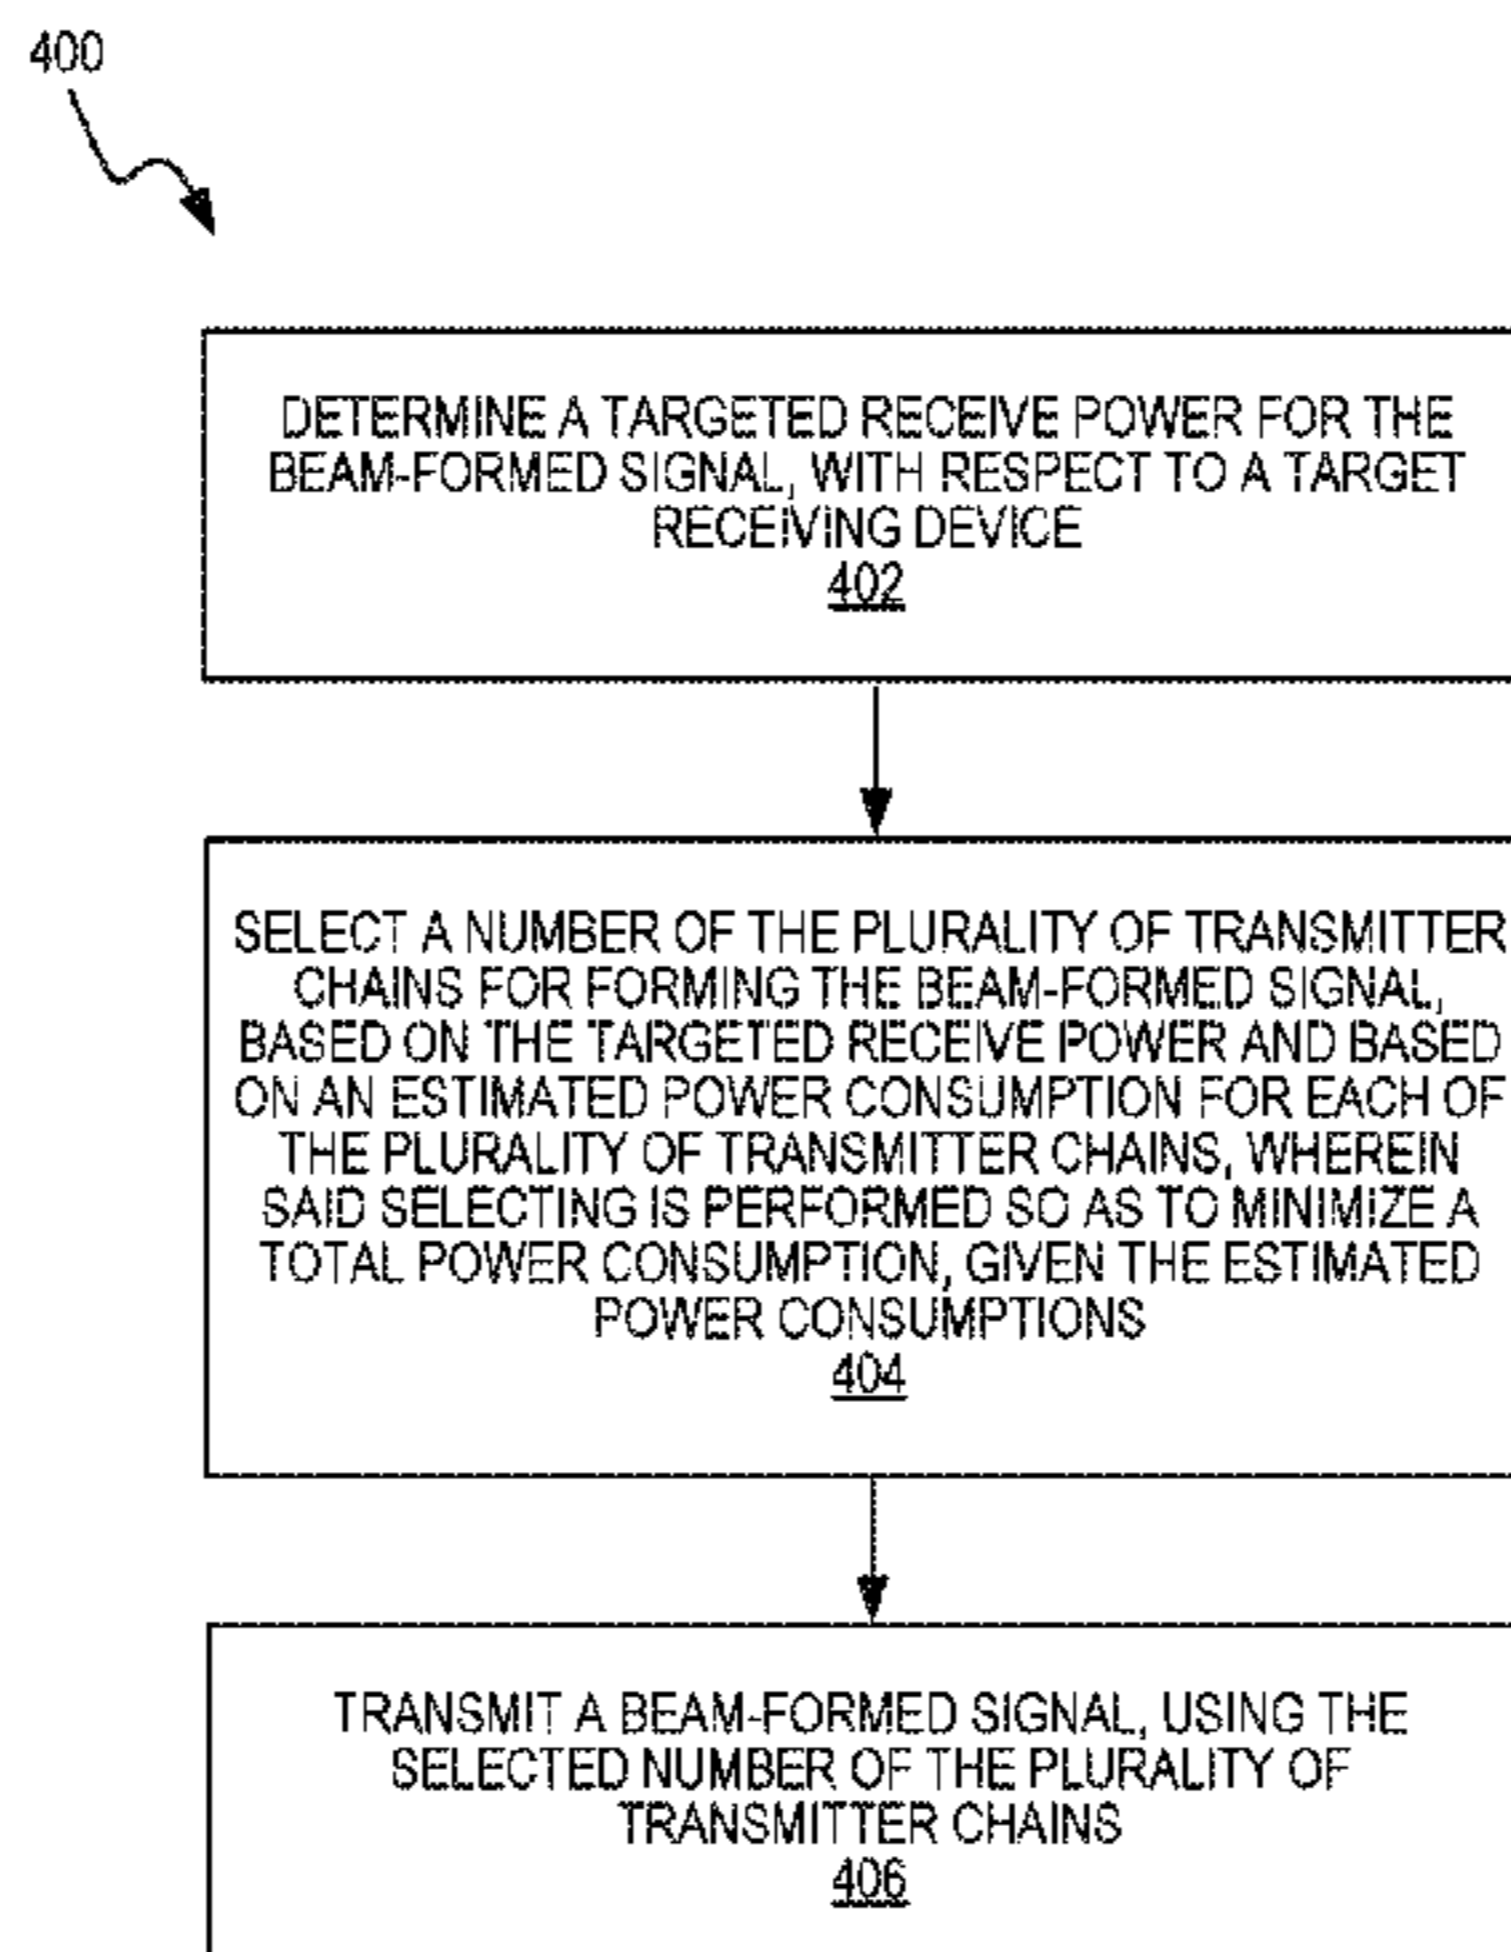 400
DETERMINE A TARGETED RECEIVE POWER FOR THE
BEAM-FORMED SIGNAL, WITH RESPECT TO A TARGET
RECEIVING DEVICE
402
SELECT A NUMBER OF THE PLURALITY OF TRANSMITTER
CHAINS FOR FORMING THE BEAM-FORMED SIGNAL,
BASED ON THE TARGETED RECEIVE POWER AND BASED
ON AN ESTIMATED POWER CONSUMPTION FOR EACH OF
THE PLURALITY OF TRANSMITTER CHAINS, WHEREIN
SAID SELECTING IS PERFORMED SO AS TO MINIMIZE A
TOTAL POWER CONSUMPTION, GIVEN THE ESTIMATED
POWER CONSUMPTIONS
404
TRANSMIT A BEAM-FORMED SIGNAL, USING THE
SELECTED NUMBER OF THE PLURALITY OF
TRANSMITTER CHAINS
406